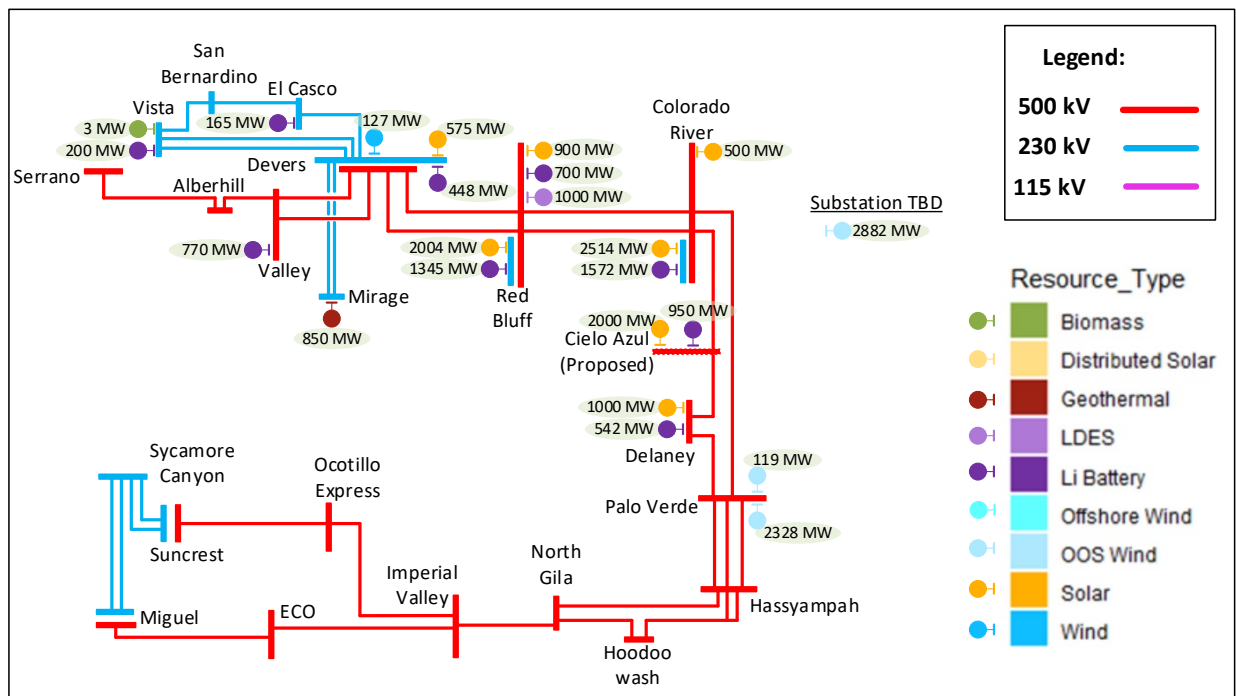 San
Bernardino
El Casco
Vista
3 MW
165 MW
200 MW
127 MW
575 MW
Devers
448 MW
Serrano
Alberhill
770 MW
Valley
Mirage
850 MW
900 MW
700 MW
1000 MW
2004 MW
1345 MW
Red
Bluff
Colorado
River
500 MW
2514 MW
1572 MW
Substation TBD
2882 MW
2000 MW
950 MW
Cielo Azul
(Proposed)
1000 MW
542 MW
Delaney
119 MW
Palo Verde
2328 MW
Hassyampah
North
Gila
Hoodoo
wash
Imperial
Valley
Ocotillo
Express
Sycamore
Canyon
Suncrest
Miguel
ECO
Legend:
500 kV
230 kV
115 kV
Resource_Type
Biomass
Distributed Solar
Geothermal
LDES
Li Battery
Offshore Wind
OOS Wind
Solar
Wind